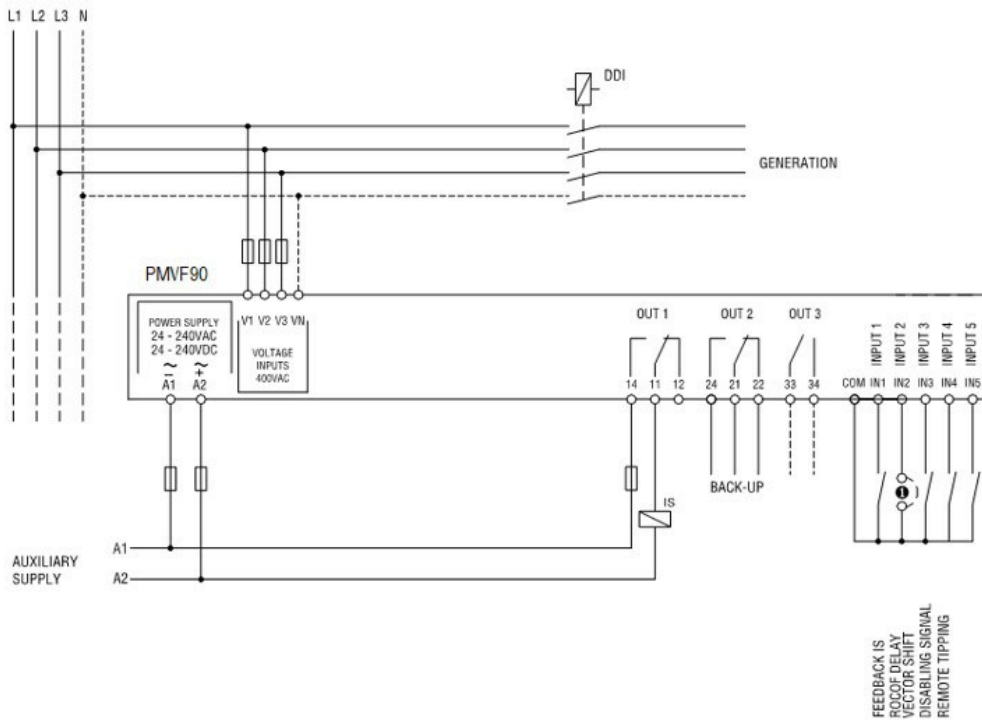 L1 L2 L3 N
DDI
GENERATION
PMVF90
POWER SUPPLY
24 - 240VAC
24 - 240VDC
A1 A2
V1 V2 V3 VN
VOLTAGE
INPUTS
400VAC
OUT 1 OUT 2 OUT 3
INPUT 1
INPUT 2
INPUT 3
INPUT 4
INPUT 5
14 11 12 24 21 22 33 34 COM IN1 IN2 IN3 IN4 IN5
BACK-UP
IS
1
AUXILIARY
SUPPLY
A1
A2
FEEDBACK IS
ROCOF DELAY
VECTOR SHIFT
DISABLING SIGNAL
REMOTE TIPPING